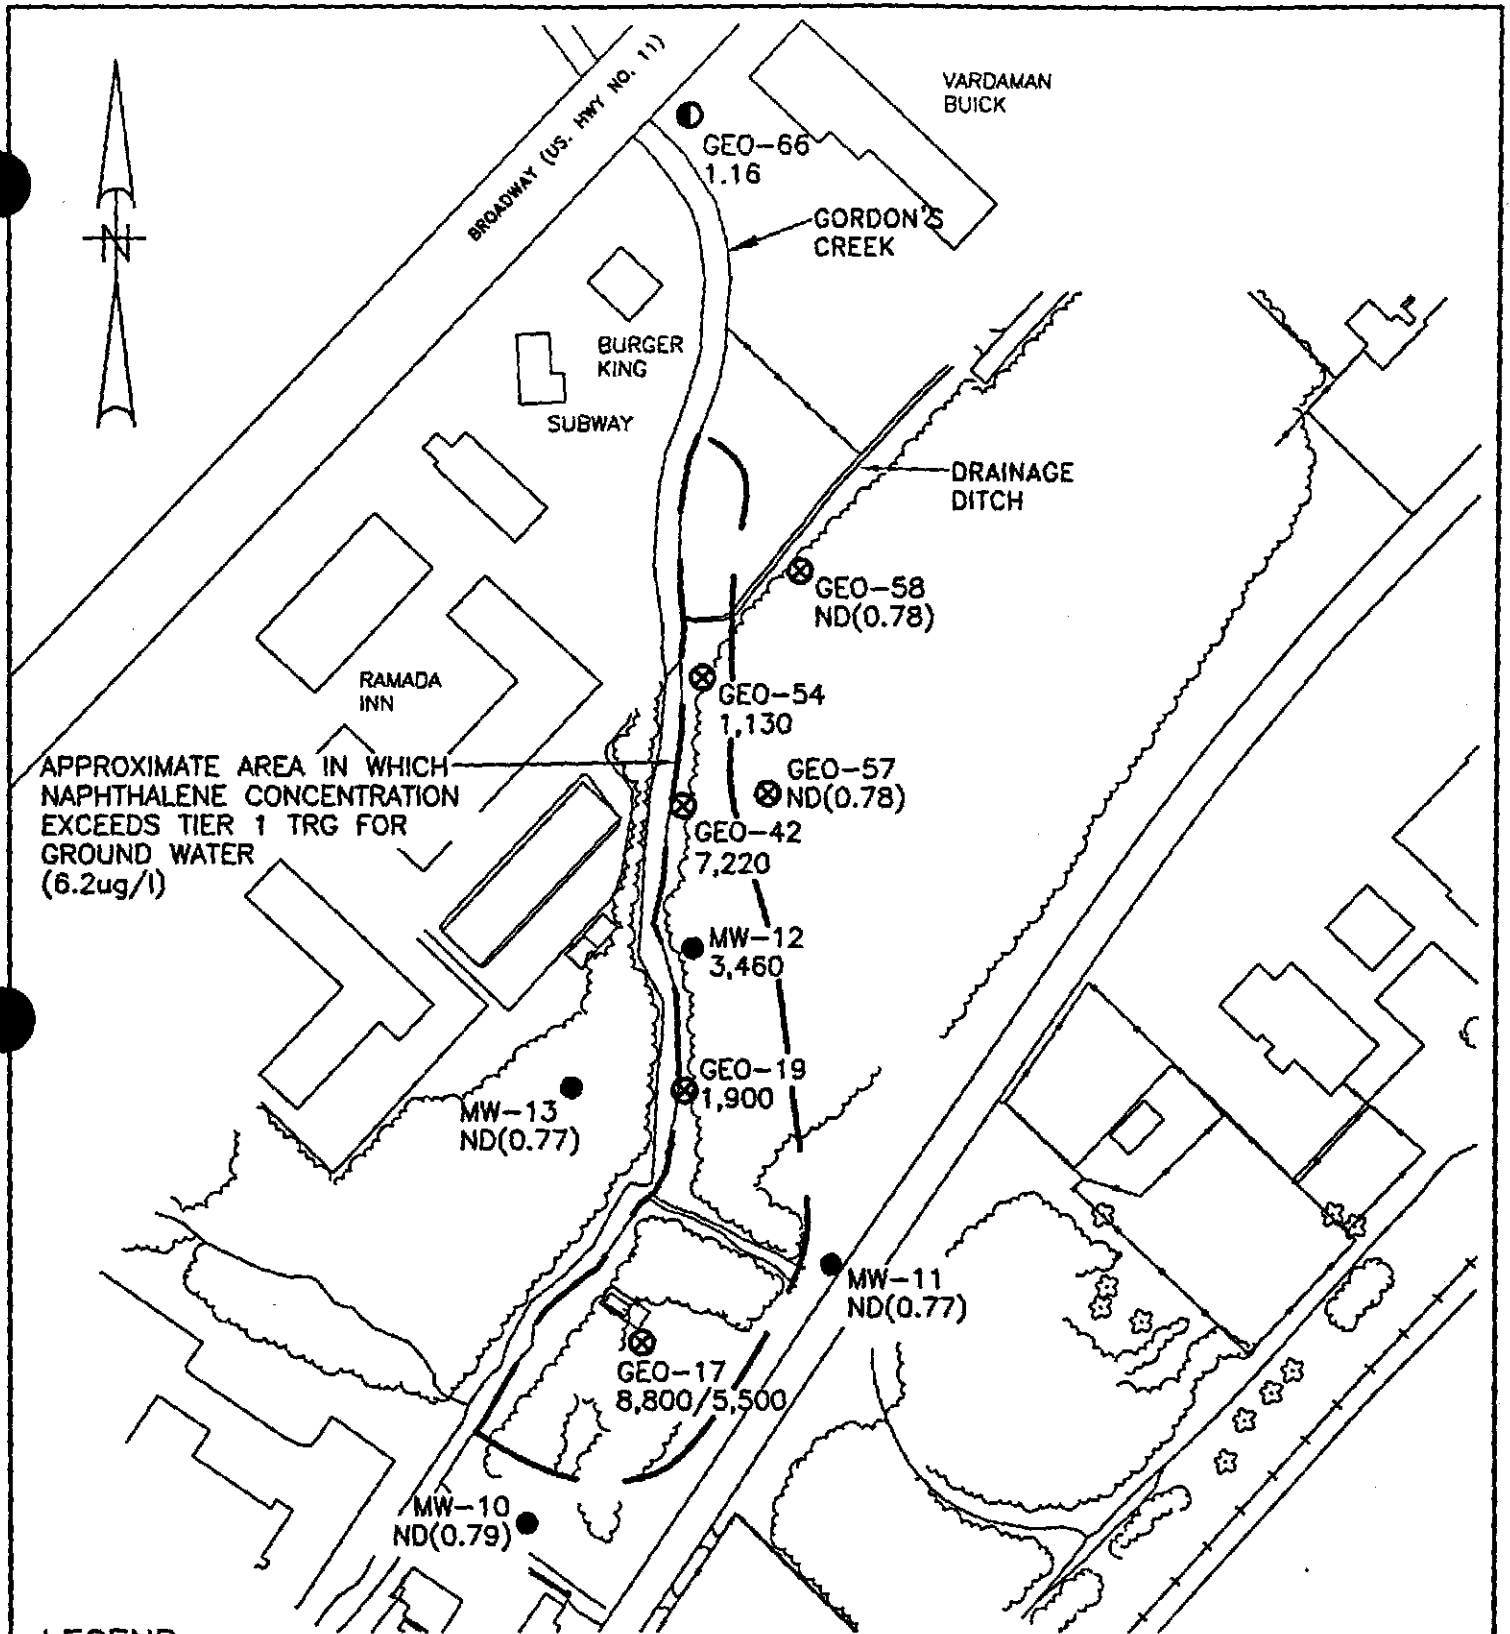 VARDAMAN
BUICK
BROADWAY (US. HWY NO. 11)
GEO-66
1.16
GORDON'S
CREEK
N
BURGER
KING
SUBWAY
DRAINAGE
DITCH
GEO-58
ND(0.78)
RAMADA
INN
GEO-54
1,130
APPROXIMATE AREA IN WHICH
NAPHTHALENE CONCENTRATION
EXCEEDS TIER 1 TRG FOR
GROUND WATER
(6.2ug/l)
GEO-57
ND(0.78)
GEO-42
7,220
MW-12
3,460
GEO-19
1,900
MW-13
ND(0.77)
MW-11
ND(0.77)
GEO-17
8,800/5,500
MW-10
ND(0.79)
LEGEND